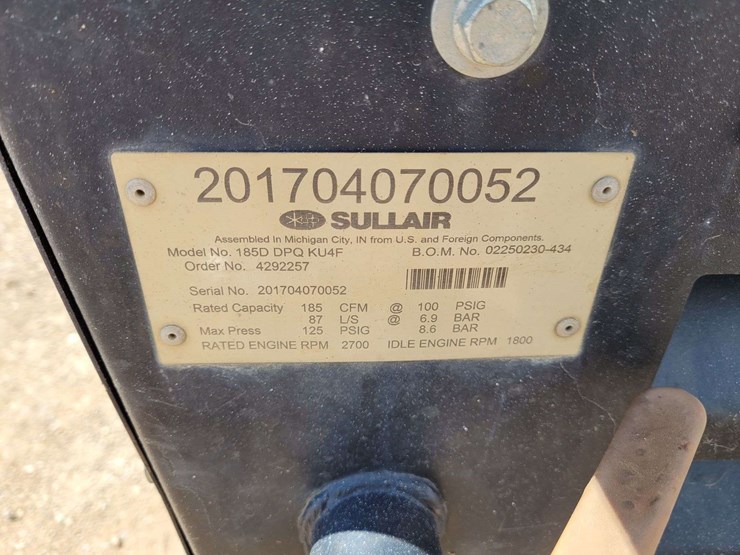 201704070052
SULLAIR
Assembled In Michigan City, IN from U.S. and Foreign Components.
Model No. 185D DPQ KU4F B.O.M. No. 02250230-434
Order No. 4292257
Serial No. 201704070052
Rated Capacity 185 CFM @ 100 PSIG
87 L/S @ 6.9 BAR
Max Press 125 PSIG 8.6 BAR
RATED ENGINE RPM 2700 IDLE ENGINE RPM 1800